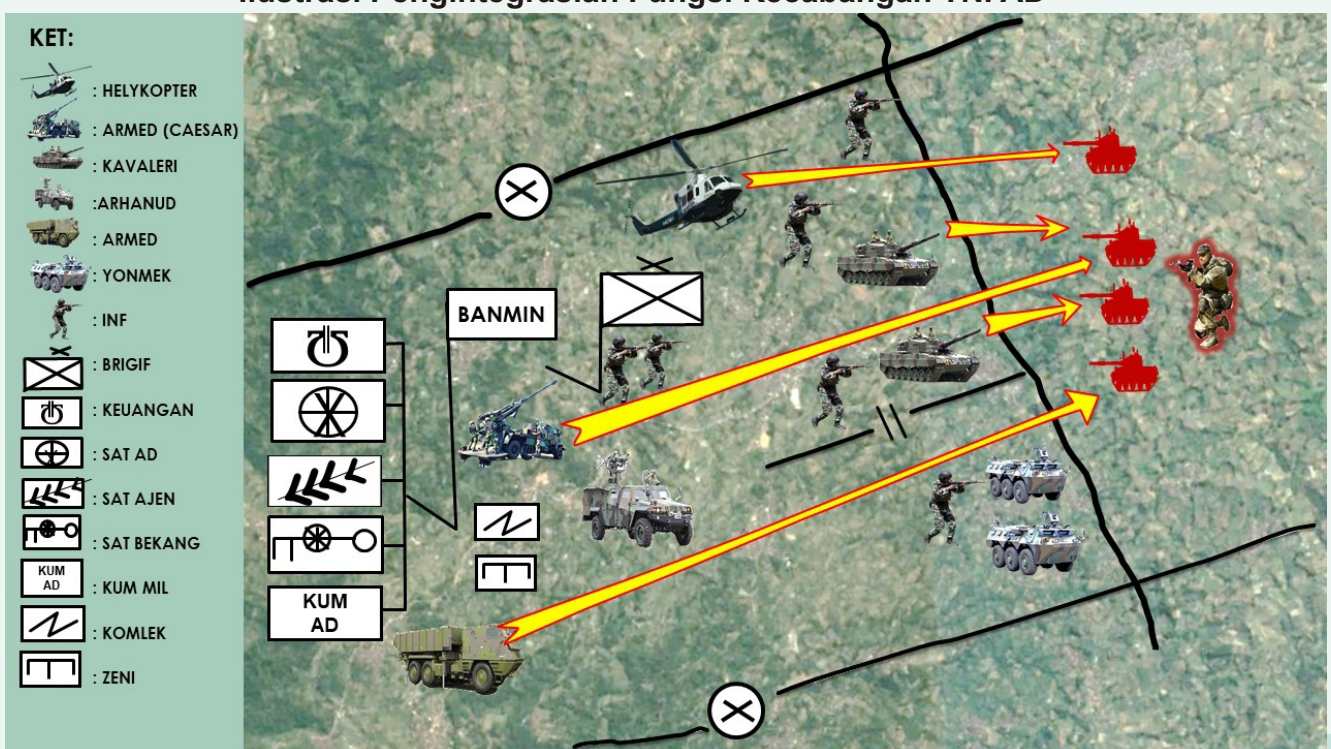 Ilustrasi Pengintegrasian Fungsi Kecabangan TNI AD
KET:
: HELYKOPTER
: ARMED (CAESAR)
: KAVALERI
:ARHANUD
: ARMED
: YONMEK
: INF
: BRIGIF
: KEUANGAN
: SAT AD
: SAT AJEN
: SAT BEKANG
KUM
AD
: KUM MIL
: KOMLEK
: ZENI
BANMIN
KUM
AD